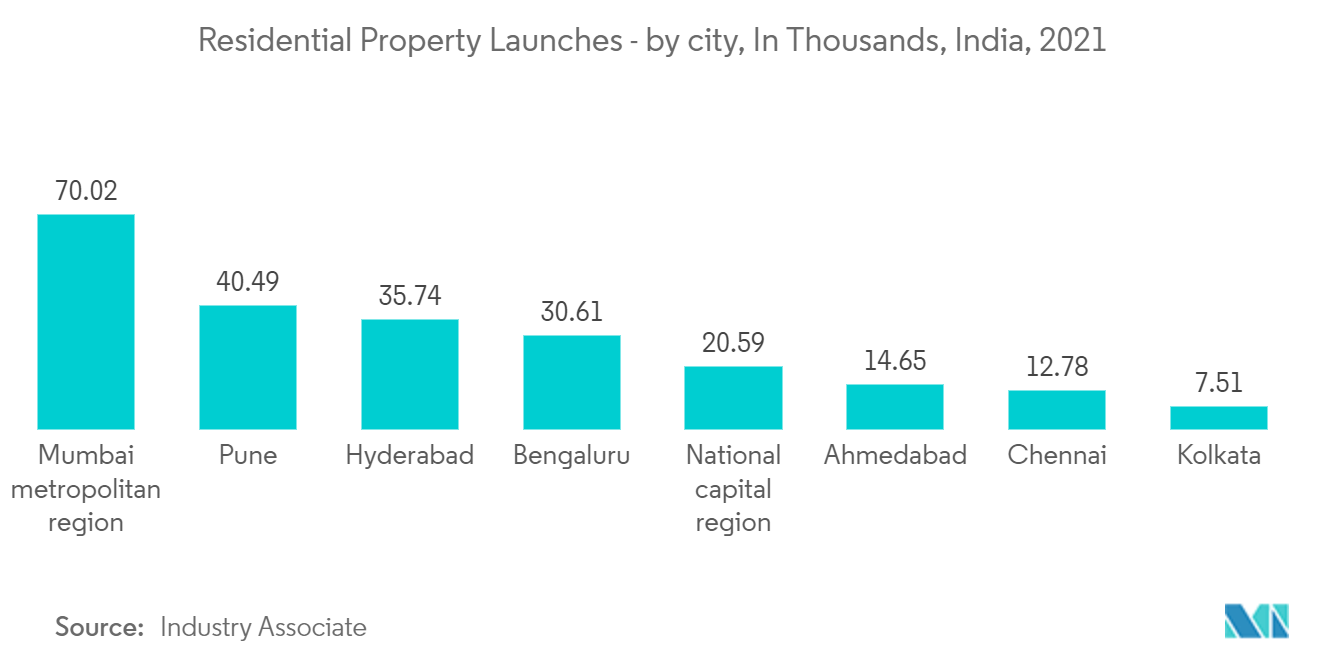 Residential Property Launches - by city, In Thousands, India, 2021
70.02
40.49
35.74
30.61
20.59
14.65
12.78
7.51
Mumbai
metropolitan
region
Pune
Hyderabad
Bengaluru
National
capital
region
Ahmedabad
Chennai
Kolkata
Source: Industry Associate